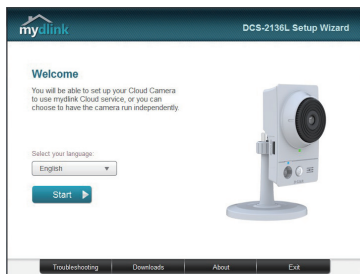 mydlink
DCS-2136L Setup Wizard
Welcome
You will be able to set up your Cloud Camera
to use mydlink Cloud service, or you can
choose to have the camera run independently.
Select your language:
English
Start
Troubleshooting
Downloads
About
Exit